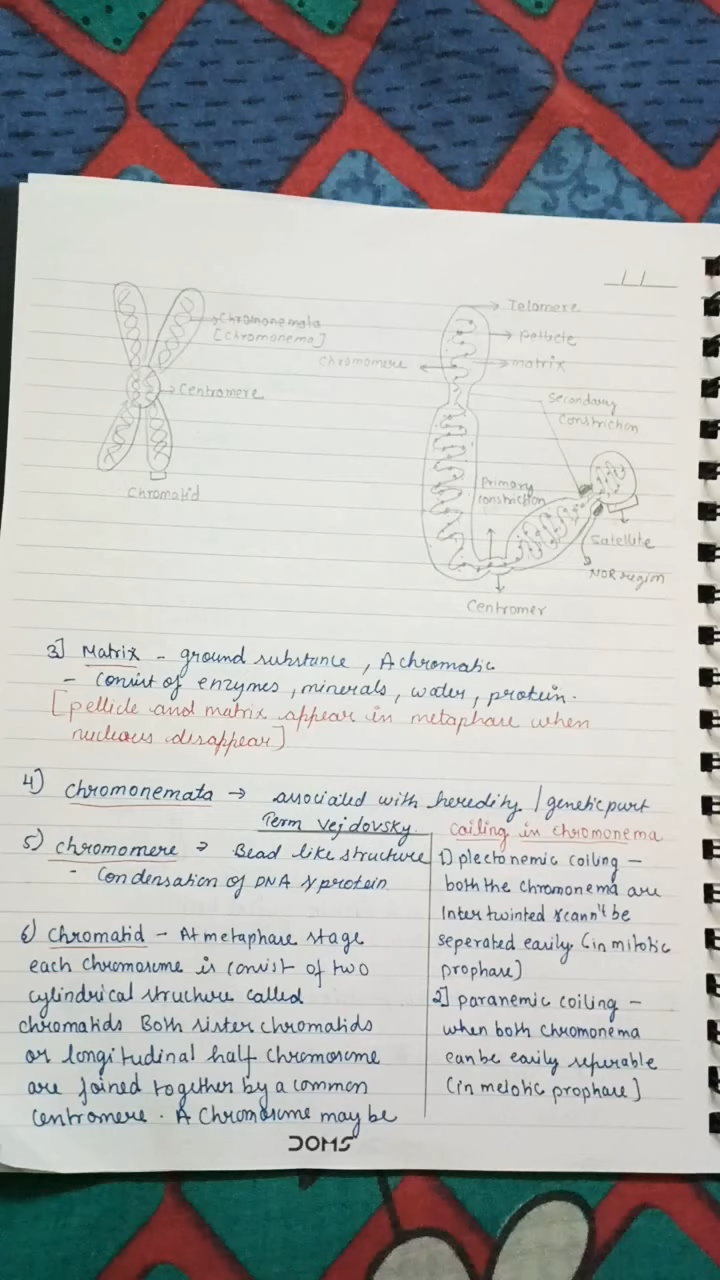 Telomere
pellicle
matrix
chromomere
Secondary
constriction
Primary
constriction
Satellite
NOR region
Centromer
Chromonemata
[chromonema]
Centromere
Chromatid
3] Matrix - ground substance, Achromatic
- consist of enzymes, minerals, water, protein.
[pellicle and matrix appear in metaphase when
nucleous disappear]
4) chromonemata → associated with heredity / genetic part
Term Vejdovsky.
5) chromomere → Bead like structure
- Condensation of DNA & protein
6) chromatid - At metaphase stage
each chromosome is consist of two
cylindrical structure called
chromatids Both sister chromatids
or longitudinal half chromosome
are joined together by a common
centromere. A Chromosome may be
coiling in chromonema
1) plectonemic coiling -
both the chromonema are
Inter twinted & cann't be
seperated easily (in mitotic
prophase)
2] paranemic coiling -
when both chromonema
can be easily seperable
(in meiotic prophase]
DOMS